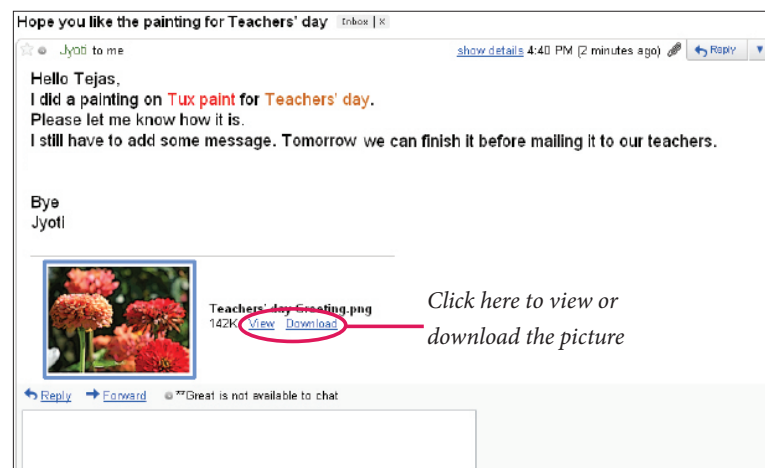 Hope you like the painting for Teachers' day Inbox | X
Jyoti to me show details 4:40 PM (2 minutes ago) Reply
Hello Tejas,
I did a painting on Tux paint for Teachers' day.
Please let me know how it is.
I still have to add some message. Tomorrow we can finish it before mailing it to our teachers.
Bye
Jyoti
Teachers' day Greeting.png
142K View Download
Click here to view or
download the picture
Reply Forward **Great is not available to chat